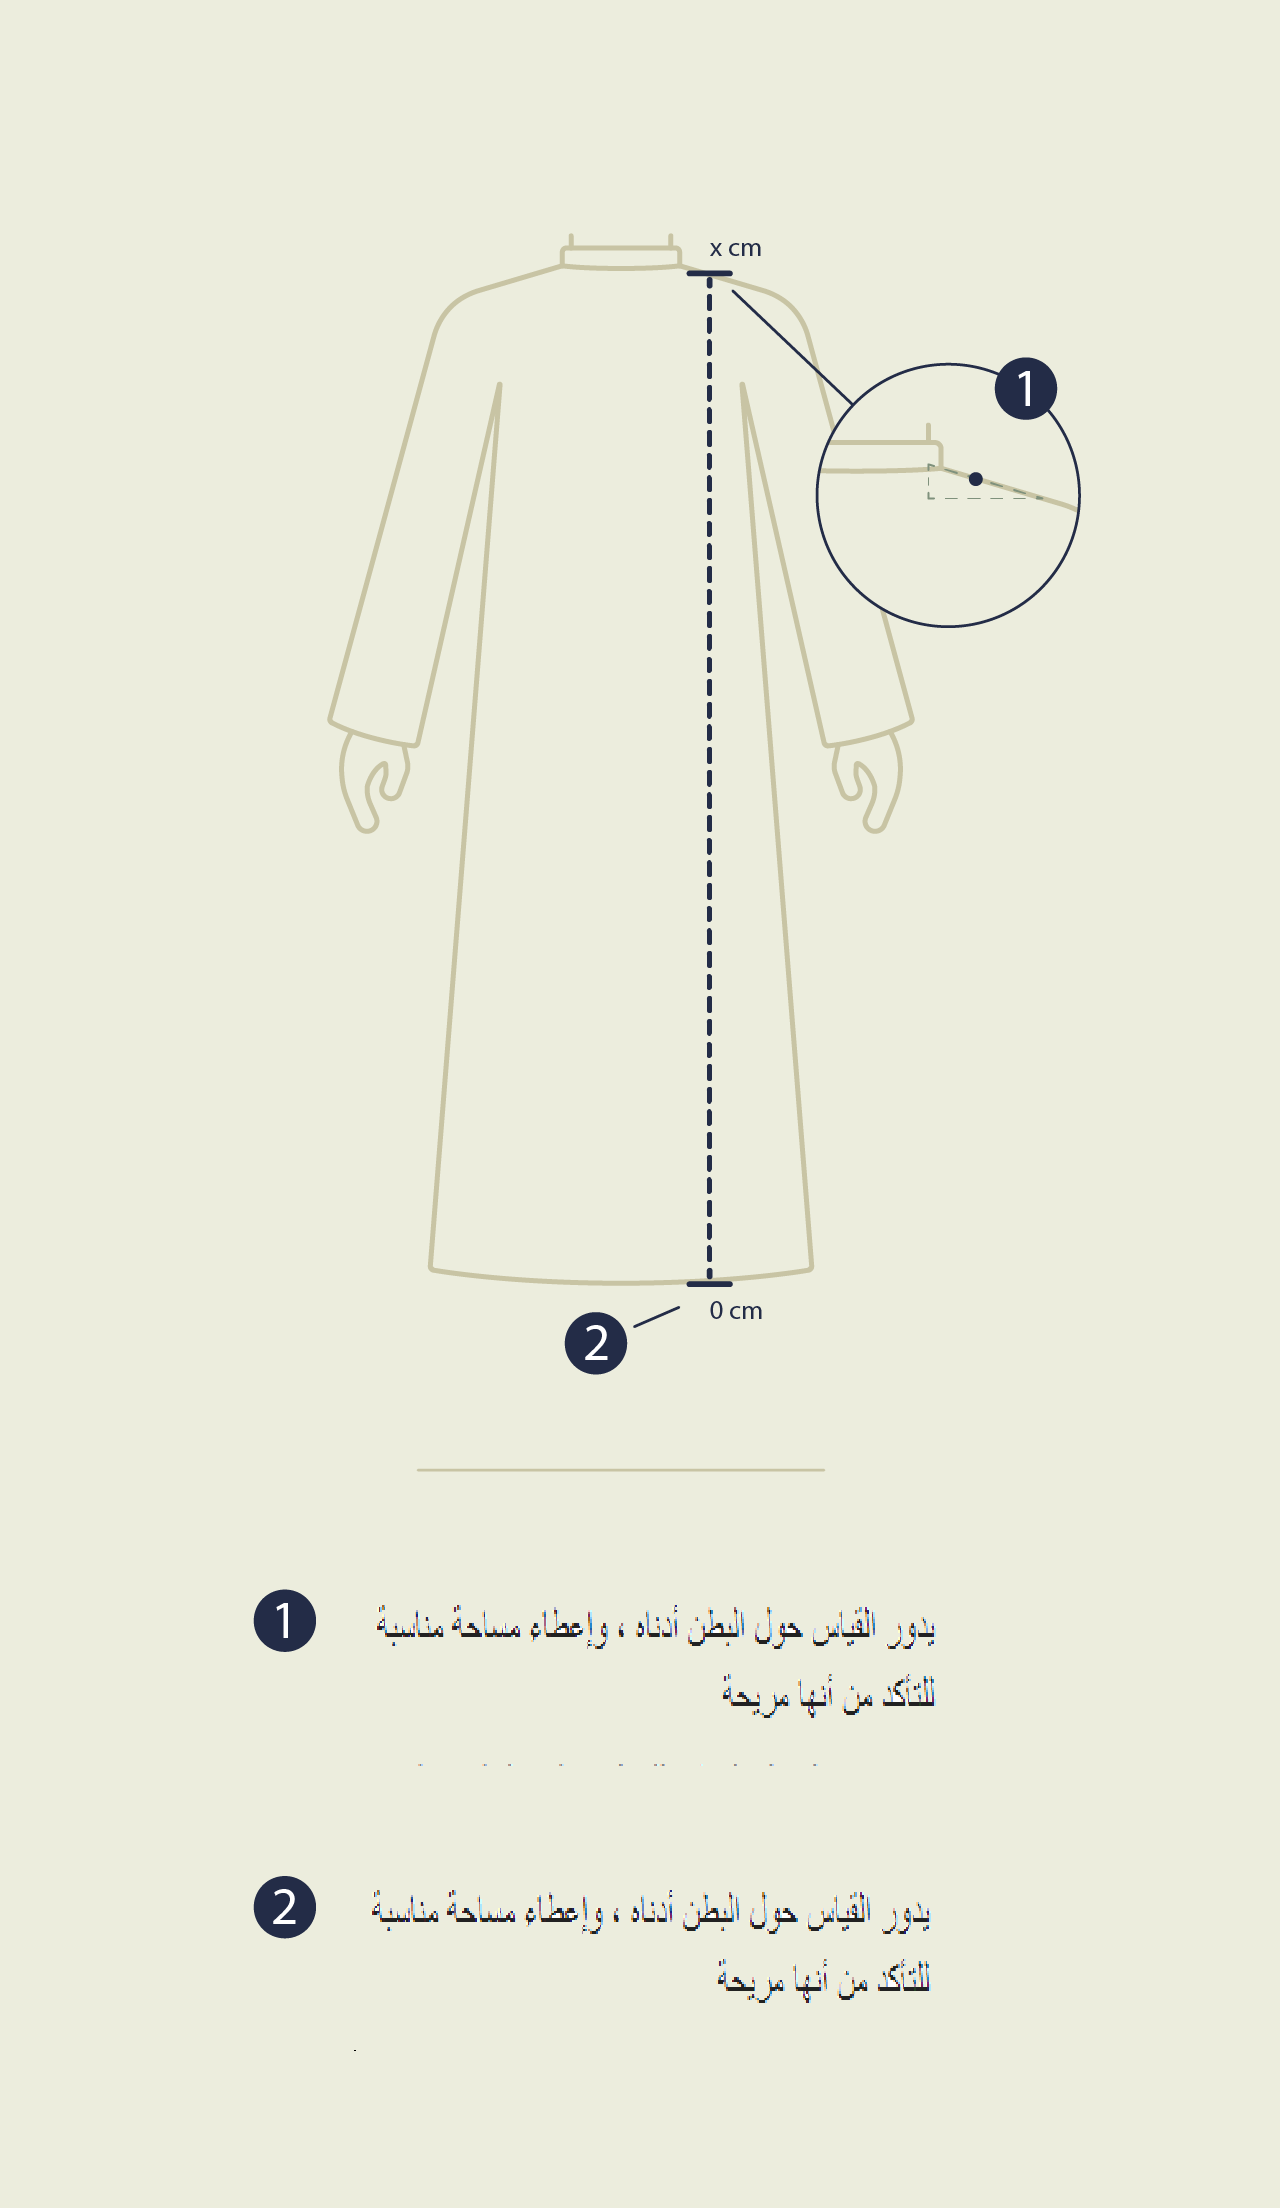 x cm
1
0 cm
2
1
يدور القياس حول البطن أدناه ، وإعطاء مساحة مناسبة
للتأكد من أنها مريحة
2
يدور القياس حول البطن أدناه ، وإعطاء مساحة مناسبة
للتأكد من أنها مريحة